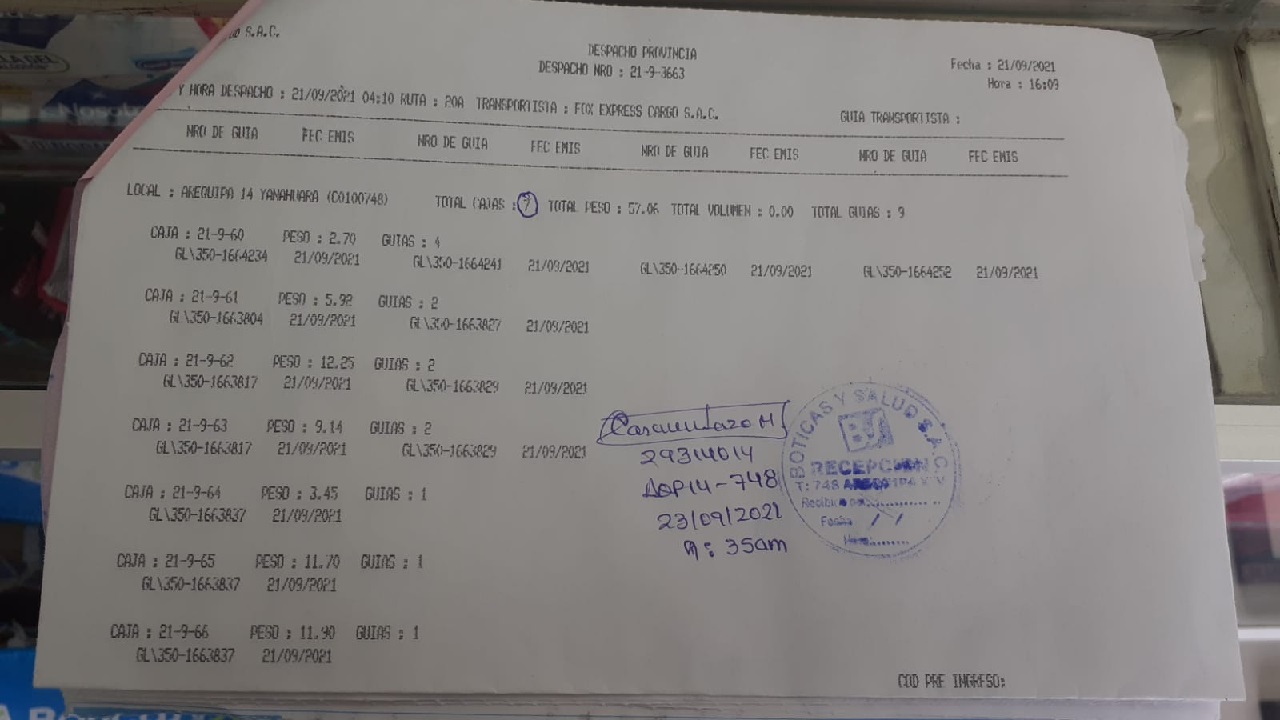 S.A.C.
DESPACHO PROVINCIA
DESPACHO NRO : 21-9-3663
Fecha : 21/09/2021
Hora : 16:09
Y HORA DESPACHO : 21/09/2021 04:10 RUTA : 20A TRANSPORTISTA : FOX EXPRESS CARGO S.A.C. GUIA TRANSPORTISTA :
NRO DE GUIA FEC EMIS NRO DE GUIA FEC EMIS NRO DE GUIA FEC EMIS NRO DE GUIA FEC EMIS
LOCAL : AREQUIPA 14 YANAHUARA (C0100748) TOTAL CAJAS : 7 TOTAL PESO : 57.06 TOTAL VOLUMEN : 0.00 TOTAL GUIAS : 9
CAJA : 21-9-60 PESO : 2.70 GUIAS : 4
GL\350-1664234 21/09/2021 GL\350-1664241 21/09/2021 GL\350-1664250 21/09/2021 GL\350-1664252 21/09/2021
CAJA : 21-9-61 PESO : 5.92 GUIAS : 2
GL\350-1663804 21/09/2021 GL\350-1663827 21/09/2021
CAJA : 21-9-62 PESO : 12.25 GUIAS : 2
GL\350-1663817 21/09/2021 GL\350-1663829 21/09/2021
CAJA : 21-9-63 PESO : 9.14 GUIAS : 2
GL\350-1663817 21/09/2021 GL\350-1663829 21/09/2021
CAJA : 21-9-64 PESO : 3.45 GUIAS : 1
GL\350-1663837 21/09/2021
CAJA : 21-9-65 PESO : 11.70 GUIAS : 1
GL\350-1663837 21/09/2021
CAJA : 21-9-66 PESO : 11.90 GUIAS : 1
GL\350-1663837 21/09/2021
29314014
AQP14-748
23/09/2021
: 35am
BOTICAS Y SALUD S.A.C.
BS
RECEPCION
T: 748
Fecha / /
COD PRE INGRESO: